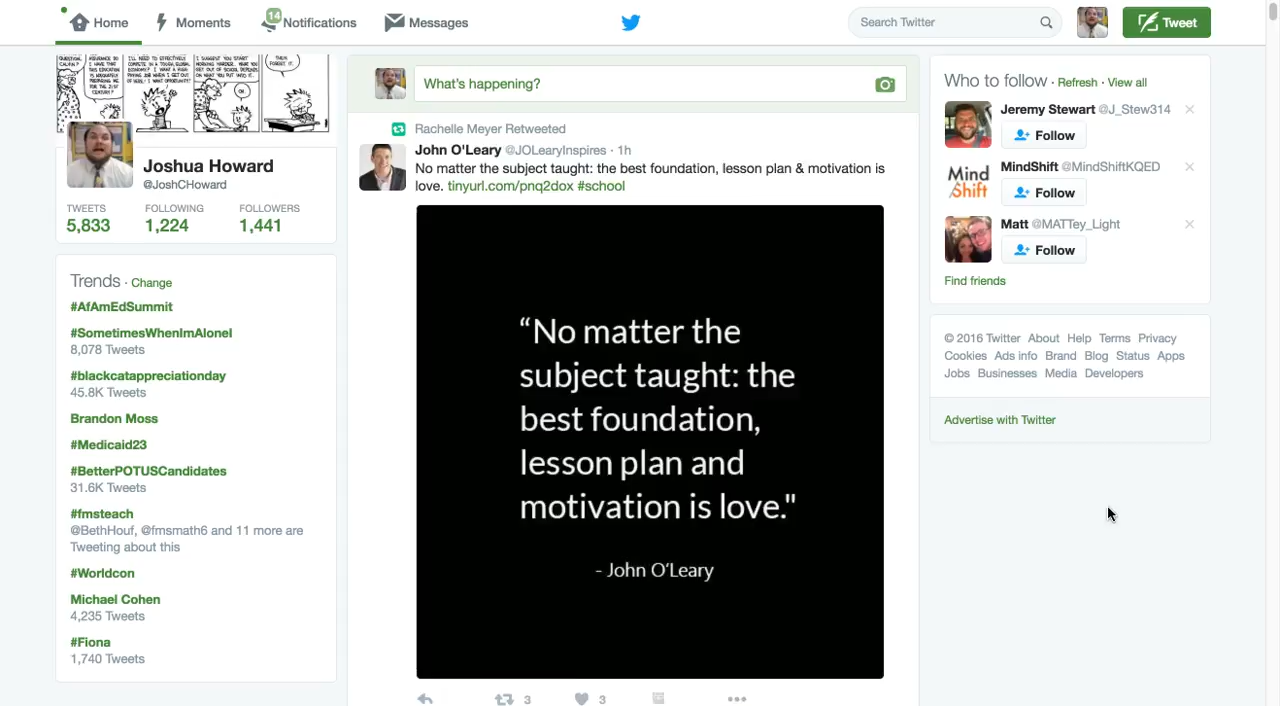 Home
Moments
14
Notifications
Messages
Search Twitter
Tweet
Joshua Howard
@JoshCHoward
TWEETS FOLLOWING FOLLOWERS
5,833 1,224 1,441
Trends · Change
#AfAmEdSummit
#SometimesWhenImAloneI
8,078 Tweets
#blackcatappreciationday
45.8K Tweets
Brandon Moss
#Medicaid23
#BetterPOTUSCandidates
31.6K Tweets
#fmsteach
@BethHouf, @fmsmath6 and 11 more are
Tweeting about this
#Worldcon
Michael Cohen
4,235 Tweets
#Fiona
1,740 Tweets
What's happening?
Rachelle Meyer Retweeted
John O'Leary @JOLearyInspires · 1h
No matter the subject taught: the best foundation, lesson plan & motivation is
love. tinyurl.com/pnq2dox #school
“No matter the
subject taught: the
best foundation,
lesson plan and
motivation is love."
- John O'Leary
3
3
Who to follow · Refresh · View all
Jeremy Stewart @J_Stew314
Follow
Mind
Shift
MindShift @MindShiftKQED
Follow
Matt @MATTey_Light
Follow
Find friends
© 2016 Twitter About Help Terms Privacy
Cookies Ads info Brand Blog Status Apps
Jobs Businesses Media Developers
Advertise with Twitter